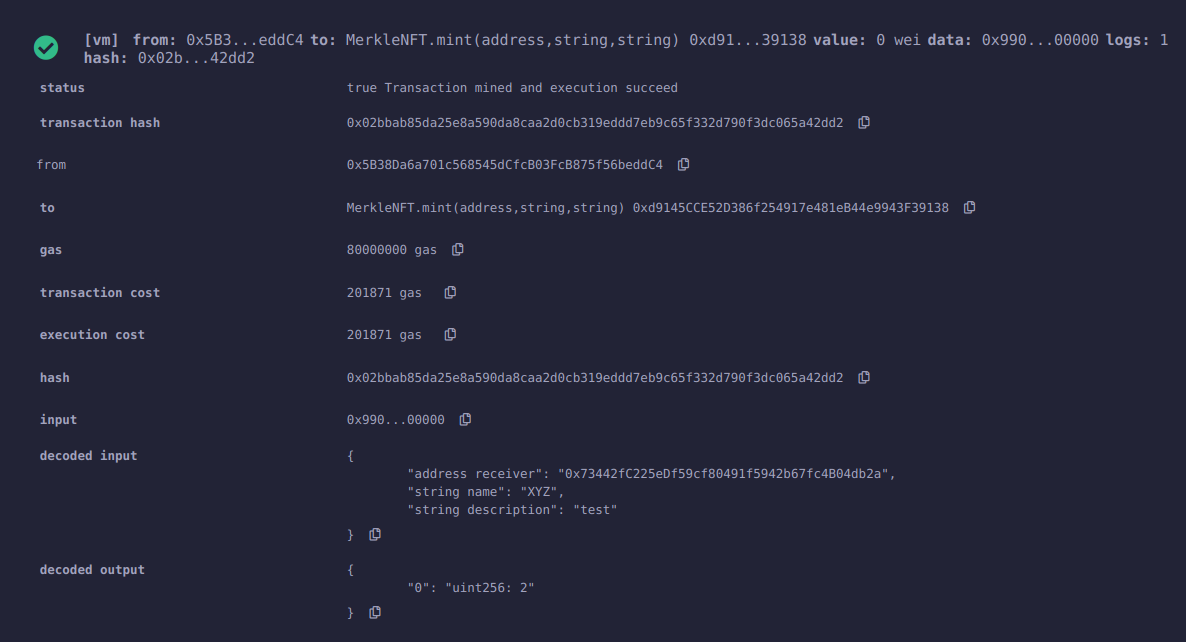 [vm] from: 0x5B3...eddC4 to: MerkleNFT.mint(address,string,string) 0xd91...39138 value: 0 wei data: 0x990...00000 logs: 1
hash: 0x02b...42dd2
status true Transaction mined and execution succeed
transaction hash 0x02bbab85da25e8a590da8caa2d0cb319eddd7eb9c65f332d790f3dc065a42dd2
from 0x5B38Da6a701c568545dCfcB03FcB875f56beddC4
to MerkleNFT.mint(address,string,string) 0xd9145CCE52D386f254917e481eB44e9943F39138
gas 80000000 gas
transaction cost 201871 gas
execution cost 201871 gas
hash 0x02bbab85da25e8a590da8caa2d0cb319eddd7eb9c65f332d790f3dc065a42dd2
input 0x990...00000
decoded input {
"address receiver": "0x73442fC225eDf59cf80491f5942b67fc4B04db2a",
"string name": "XYZ",
"string description": "test"
}
decoded output {
"0": "uint256: 2"
}